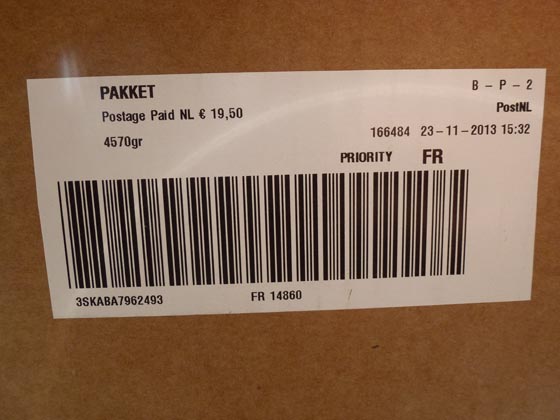 PAKKET
B - P - 2
Postage Paid NL € 19,50
PostNL
4570gr
166484 23-11-2013 15:32
PRIORITY FR
3SKABA7962493 FR 14860